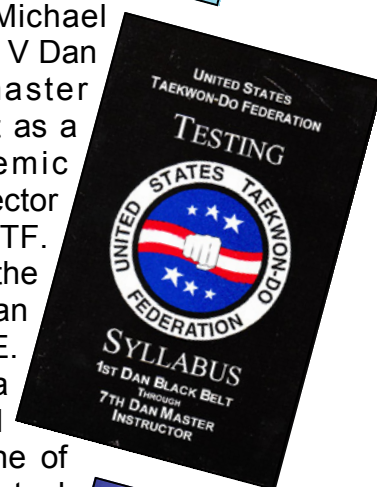 Michael
V Dan
aster
as a
emic
ector
TF.
the
an
E.
a
ne of
UNITED STATES
TAEKWON-DO FEDERATION
TESTING
UNITED STATES TAEKWON-DO
FEDERATION
SYLLABUS
1ST DAN BLACK BELT
THROUGH
7TH DAN MASTER
INSTRUCTOR